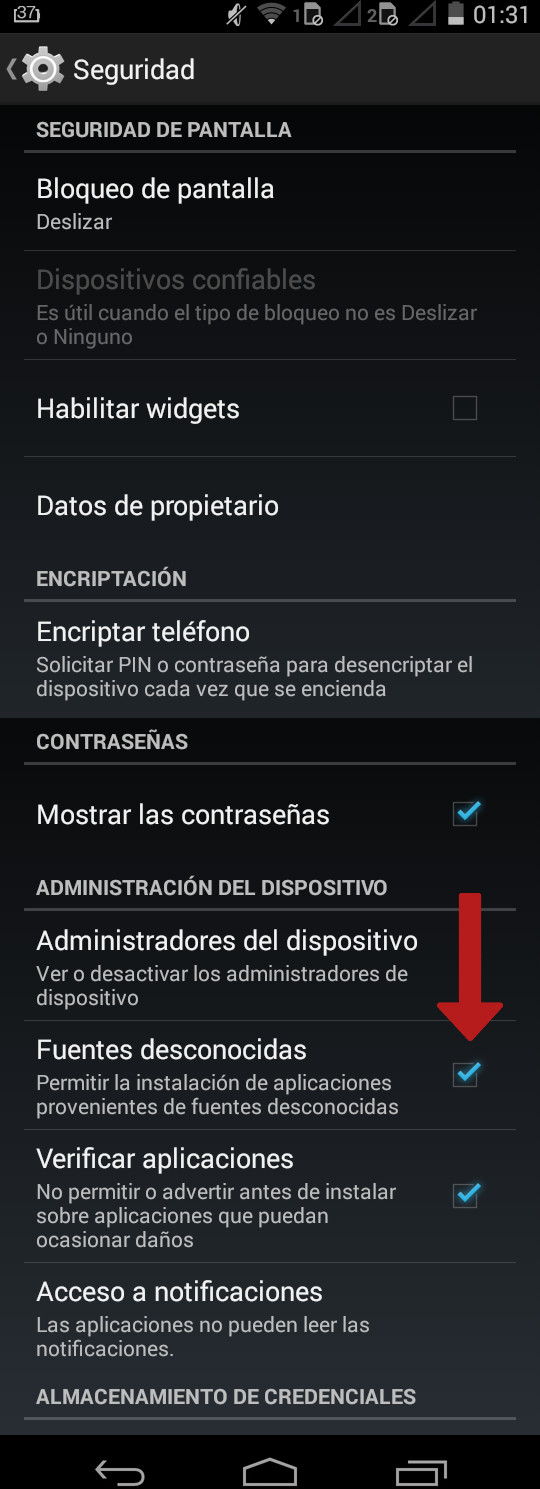 37
1
2
01:31
Seguridad
SEGURIDAD DE PANTALLA
Bloqueo de pantalla
Deslizar
Dispositivos confiables
Es útil cuando el tipo de bloqueo no es Deslizar
o Ninguno
Habilitar widgets
Datos de propietario
ENCRIPTACIÓN
Encriptar teléfono
Solicitar PIN o contraseña para desencriptar el
dispositivo cada vez que se encienda
CONTRASEÑAS
Mostrar las contraseñas
ADMINISTRACIÓN DEL DISPOSITIVO
Administradores del dispositivo
Ver o desactivar los administradores de
dispositivo
Fuentes desconocidas
Permitir la instalación de aplicaciones
provenientes de fuentes desconocidas
Verificar aplicaciones
No permitir o advertir antes de instalar
sobre aplicaciones que puedan
ocasionar daños
Acceso a notificaciones
Las aplicaciones no pueden leer las
notificaciones.
ALMACENAMIENTO DE CREDENCIALES